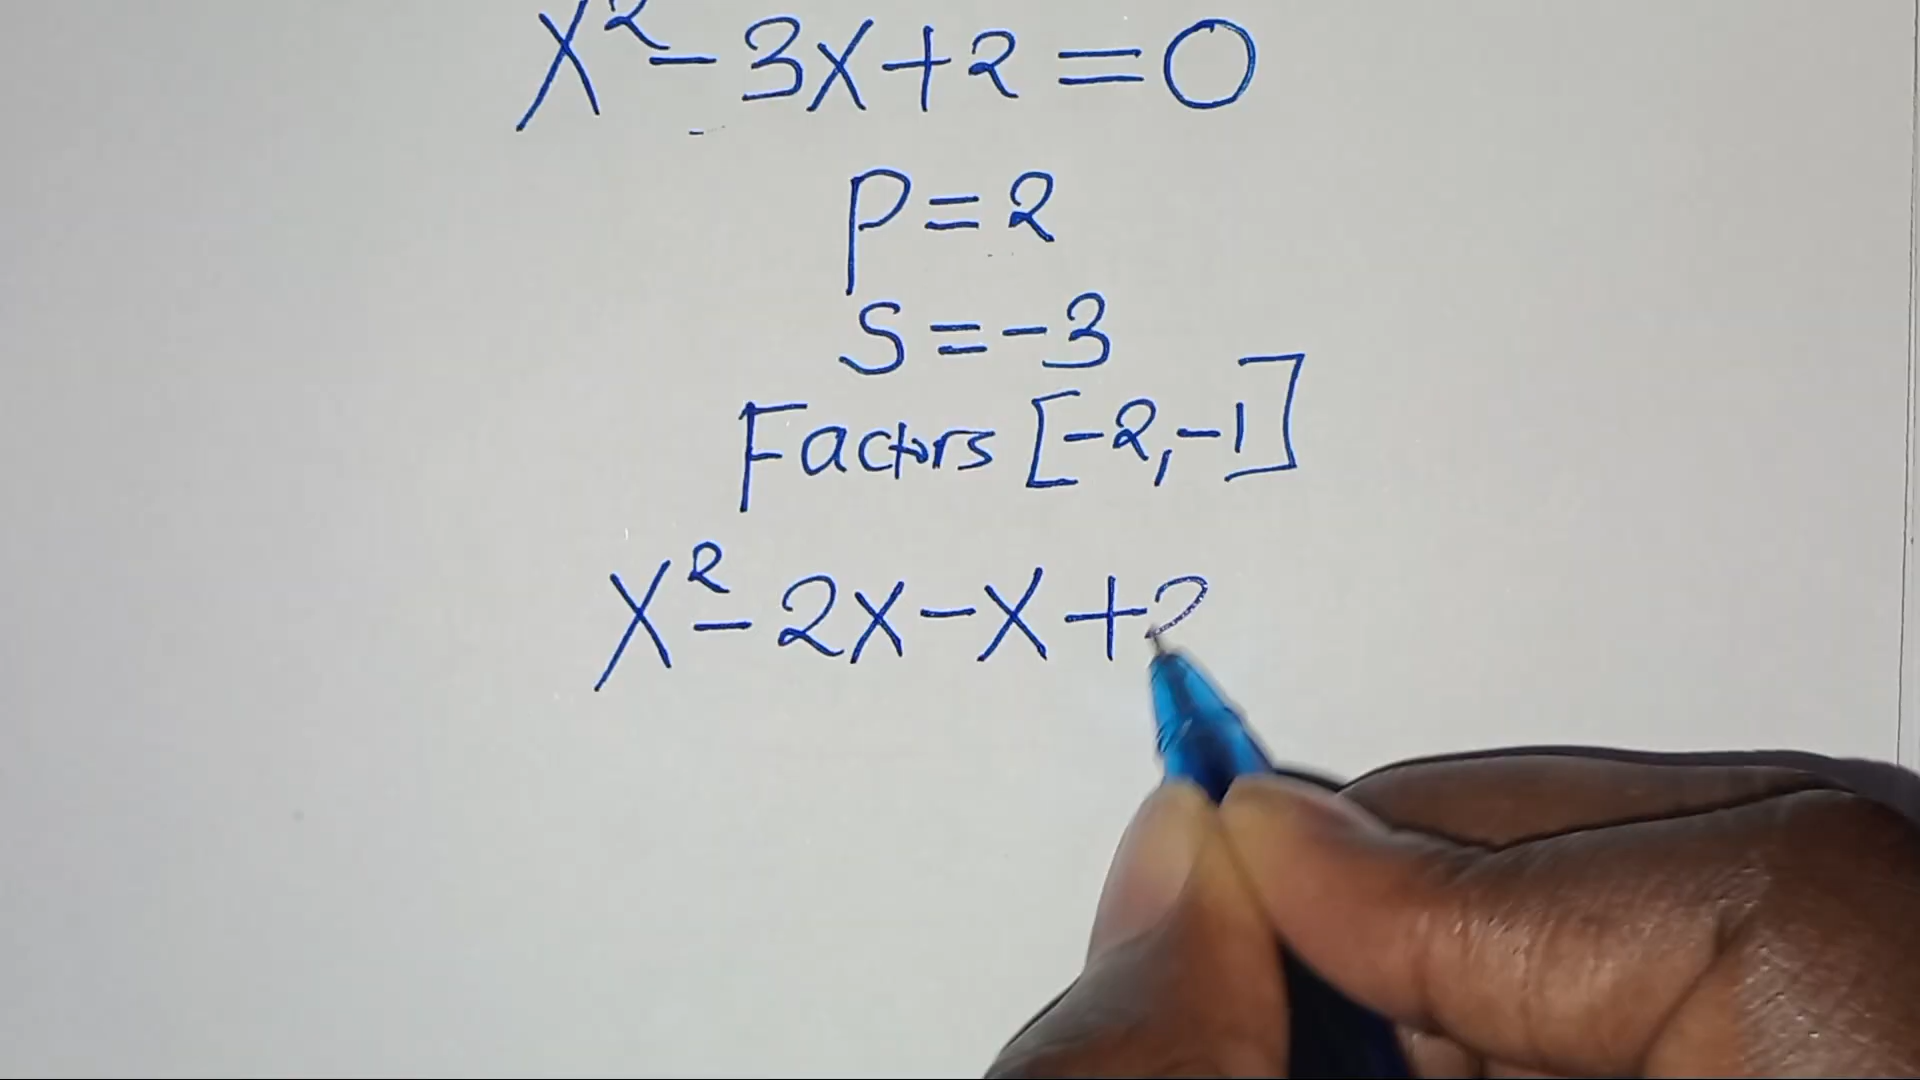 x² - 3x + 2 = 0
P = 2
S = -3
Factors [-2, -1]
x² - 2x - x + 2